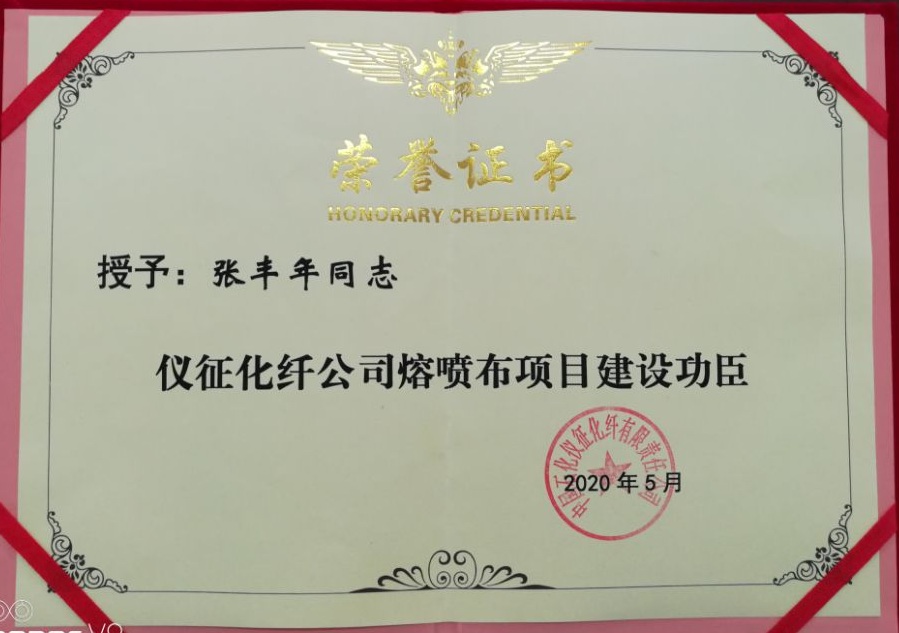 荣誉证书
HONORARY CREDENTIAL
授予：张丰年同志
仪征化纤公司熔喷布项目建设功臣
中国石化仪征化纤有限责任公司
2020年5月